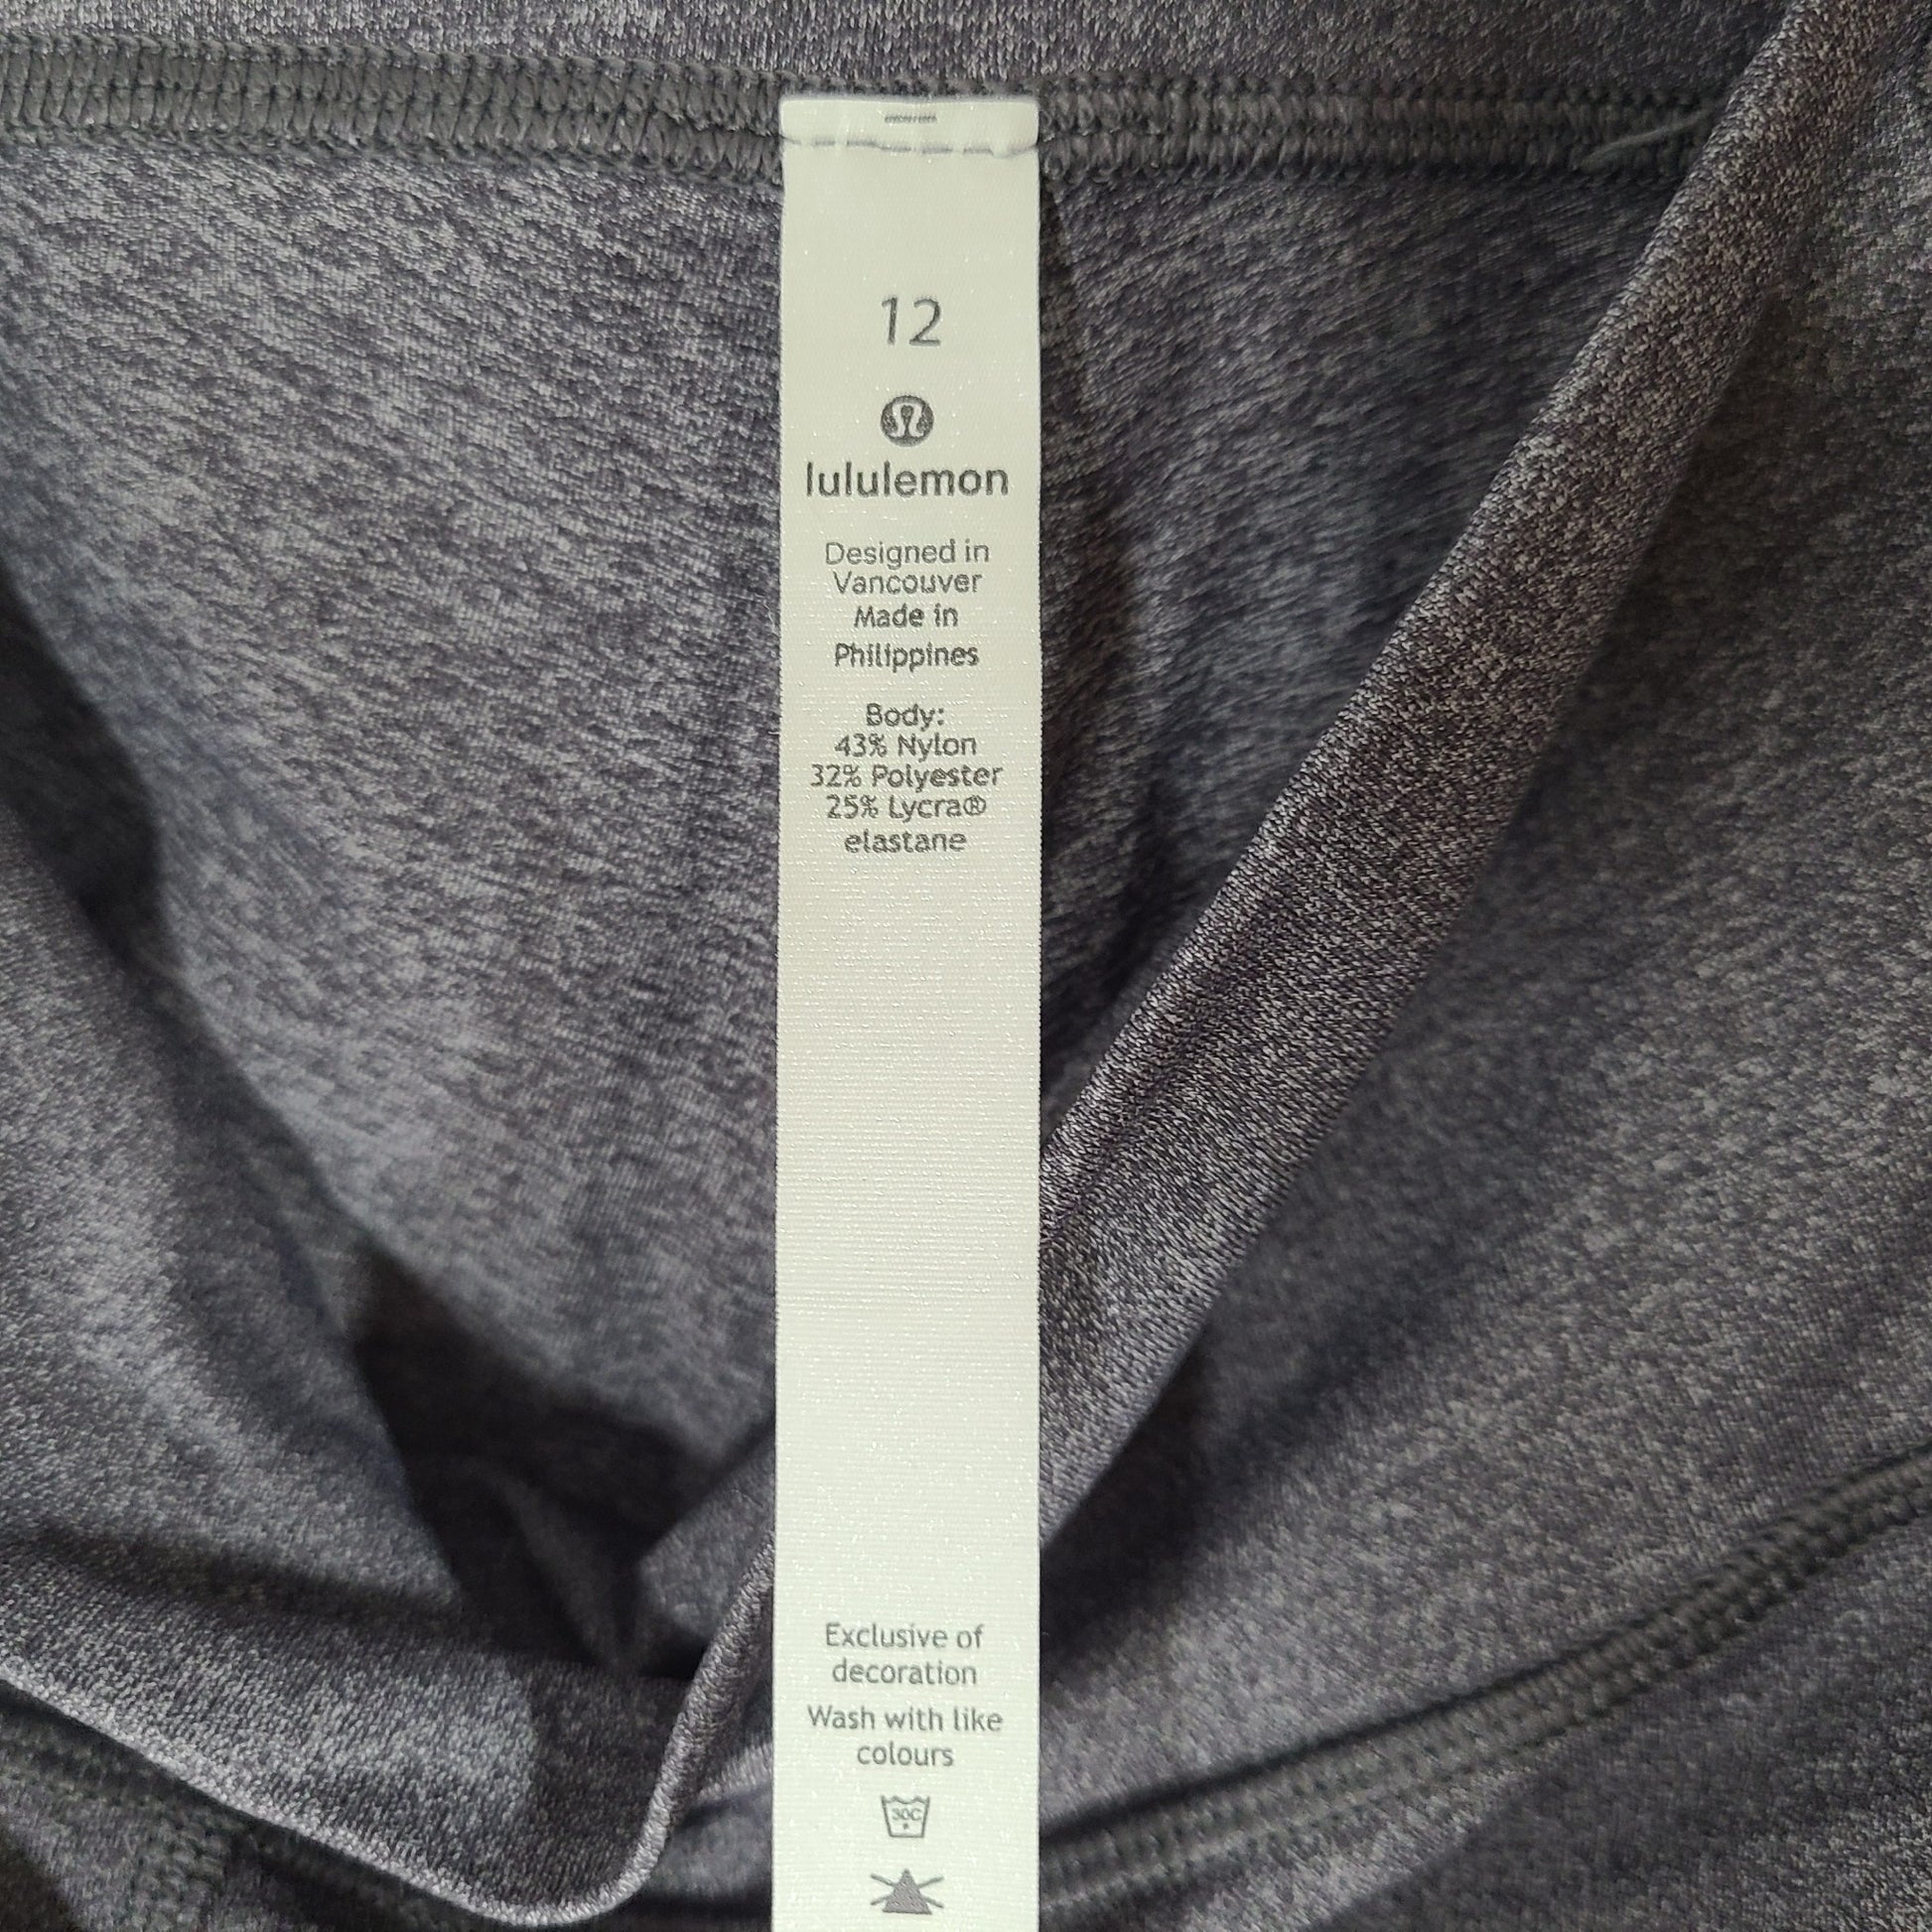 12
lululemon
Designed in
Vancouver
Made in
Philippines
Body:
43% Nylon
32% Polyester
25% Lycra®
elastane
Exclusive of
decoration
Wash with like
colours
30C